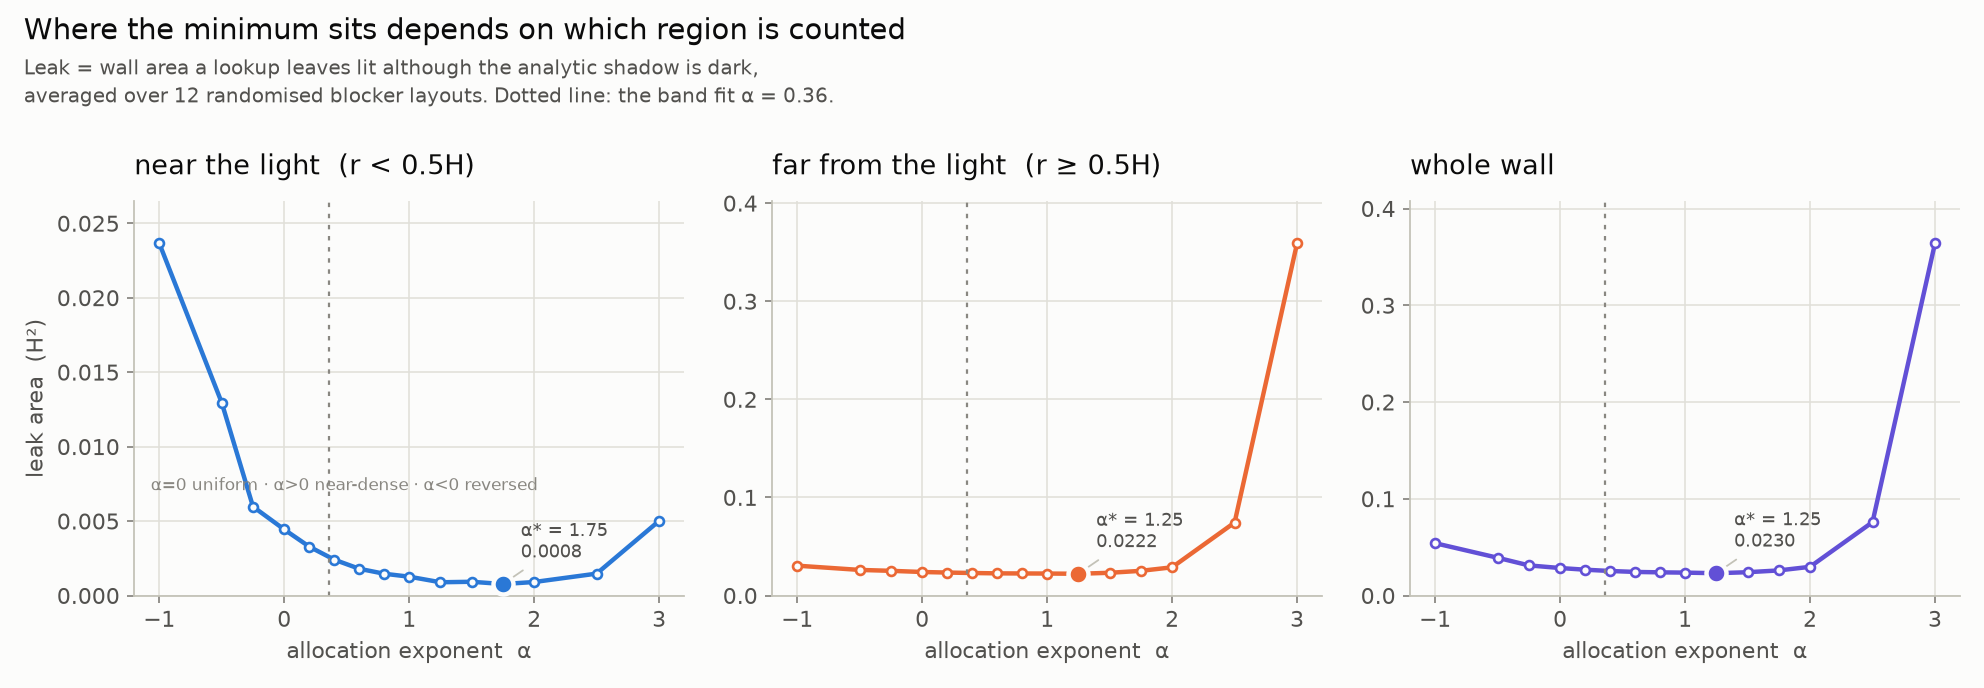 Where the minimum sits depends on which region is counted
Leak = wall area a lookup leaves lit although the analytic shadow is dark,
averaged over 12 randomised blocker layouts. Dotted line: the band fit α = 0.36.
near the light (r < 0.5H)
leak area (H²)
0.025
0.020
0.015
0.010
0.005
0.000
α=0 uniform · α>0 near-dense · α<0 reversed
α* = 1.75
0.0008
−1 0 1 2 3
allocation exponent α
far from the light (r ≥ 0.5H)
0.4
0.3
0.2
0.1
0.0
α* = 1.25
0.0222
−1 0 1 2 3
allocation exponent α
whole wall
0.4
0.3
0.2
0.1
0.0
α* = 1.25
0.0230
−1 0 1 2 3
allocation exponent α